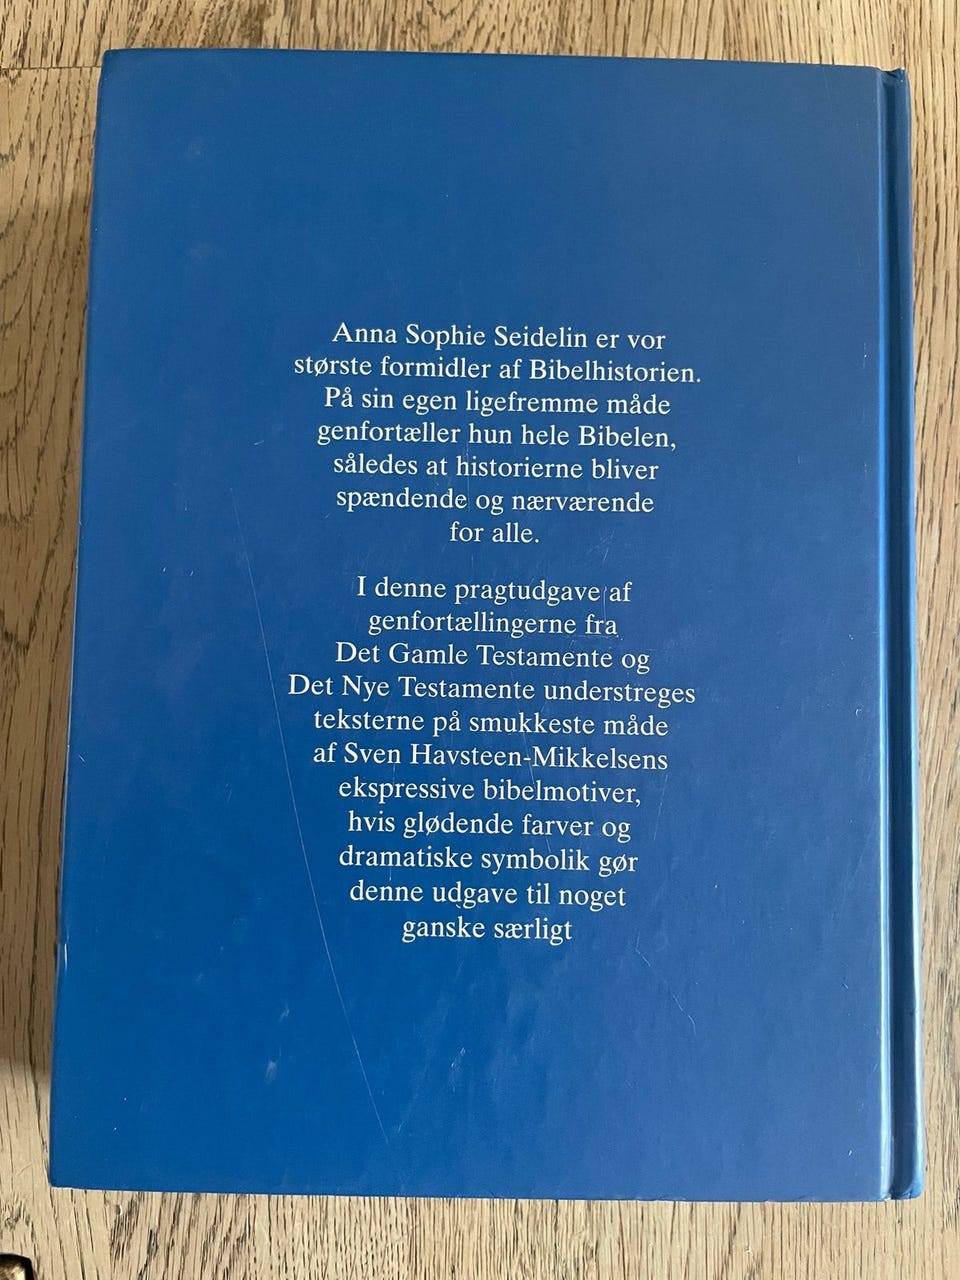 Anna Sophie Seidelin er vor
største formidler af Bibelhistorien.
På sin egen ligefremme måde
genfortæller hun hele Bibelen,
således at historierne bliver
spændende og nærværende
for alle.
I denne pragtudgave af
genfortællingerne fra
Det Gamle Testamente og
Det Nye Testamente understreges
teksterne på smukkeste måde
af Sven Havsteen-Mikkelsens
ekspressive bibelmotiver,
hvis glødende farver og
dramatiske symbolik gør
denne udgave til noget
ganske særligt